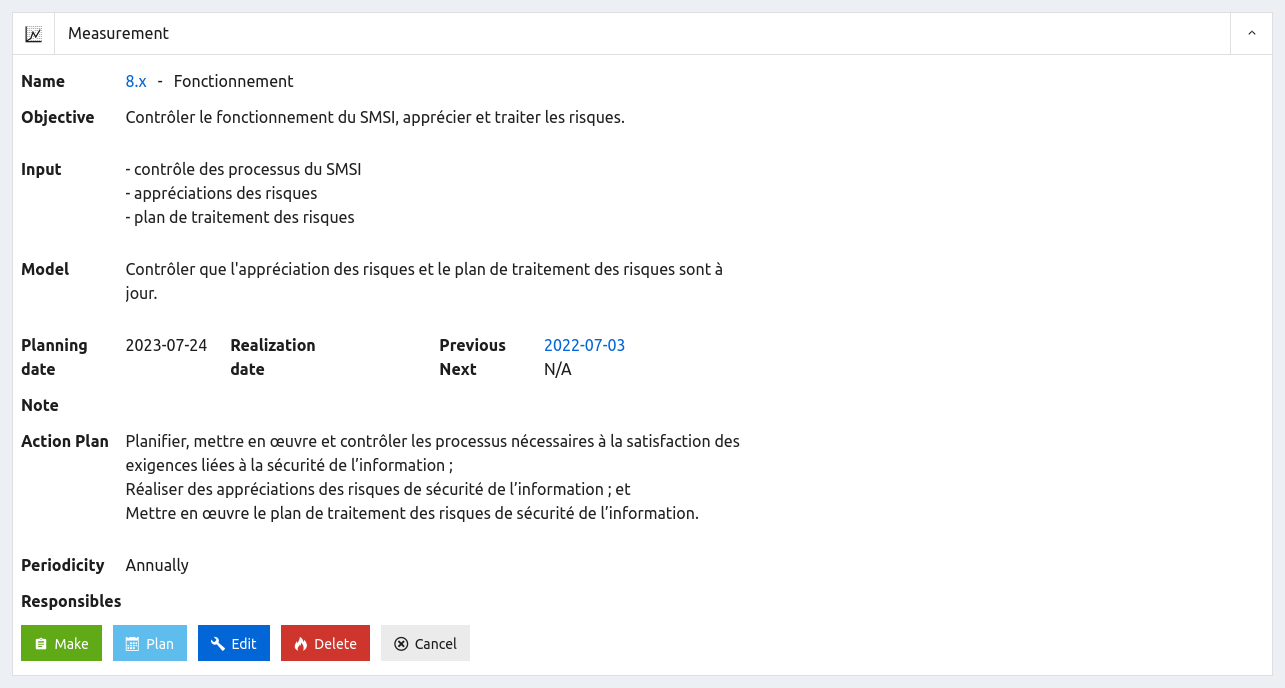 Measurement
Name 8.x - Fonctionnement
Objective Contrôler le fonctionnement du SMSI, apprécier et traiter les risques.
Input - contrôle des processus du SMSI
- appréciations des risques
- plan de traitement des risques
Model Contrôler que l'appréciation des risques et le plan de traitement des risques sont à
jour.
Planning 2023-07-24 Realization Previous 2022-07-03
date date Next N/A
Note
Action Plan Planifier, mettre en œuvre et contrôler les processus nécessaires à la satisfaction des
exigences liées à la sécurité de l’information ;
Réaliser des appréciations des risques de sécurité de l’information ; et
Mettre en œuvre le plan de traitement des risques de sécurité de l’information.
Periodicity Annually
Responsibles
Make Plan Edit Delete Cancel